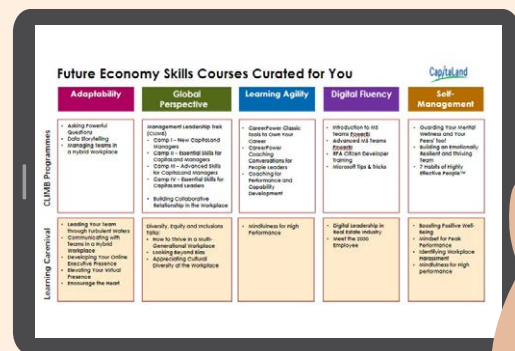 Future Economy Skills Courses Curated for You
CapitaLand
Adaptability
Global
Perspective
Learning Agility
Digital Fluency
Self-
Management
CLIMB Programmes
• Asking Powerful
Questions
• Data Storytelling
• Managing Teams in
a Hybrid Workplace
Management Leadership Trek
(CLIMB)
• Camp I – New CapitaLand
Managers
• Camp II – Essential Skills for
CapitaLand Managers
• Camp III – Advanced Skills
for CapitaLand Managers
• Camp IV – Essential Skills for
CapitaLand Leaders
• Building Collaborative
Relationship in the Workplace
• CareerPower Classic
Tools to Own Your
Career
• CareerPower
Coaching
Conversations for
People Leaders
• Coaching for
Performance and
Capability
Development
• Introduction to MS
Teams PowerBI
• Advanced MS Teams
PowerBI
• RPA Citizen Developer
Training
• Microsoft Tips & Tricks
• Guarding Your Mental
Wellness and Your
Peers' Too!
• Building an Emotionally
Resilient and Thriving
Team
• 7 Habits of Highly
Effective People™
Learning Carnival
• Leading Your Team
through Turbulent Waters
• Communicating with
Teams in a Hybrid
Workplace
• Developing Your Online
Executive Presence
• Elevating Your Virtual
Presence
• Encourage the Heart
Diversity, Equity and Inclusions
Talks:
• How to Thrive in a Multi-
Generational Workplace
• Looking Beyond Bias
• Appreciating Cultural
Diversity at the Workplace
• Mindfulness for High
Performance
• Digital Leadership in
Real Estate Industry
• Meet the 2030
Employee
• Boosting Positive Well-
Being
• Mindset for Peak
Performance
• Identifying Workplace
Harassment
• Mindfulness for High
performance